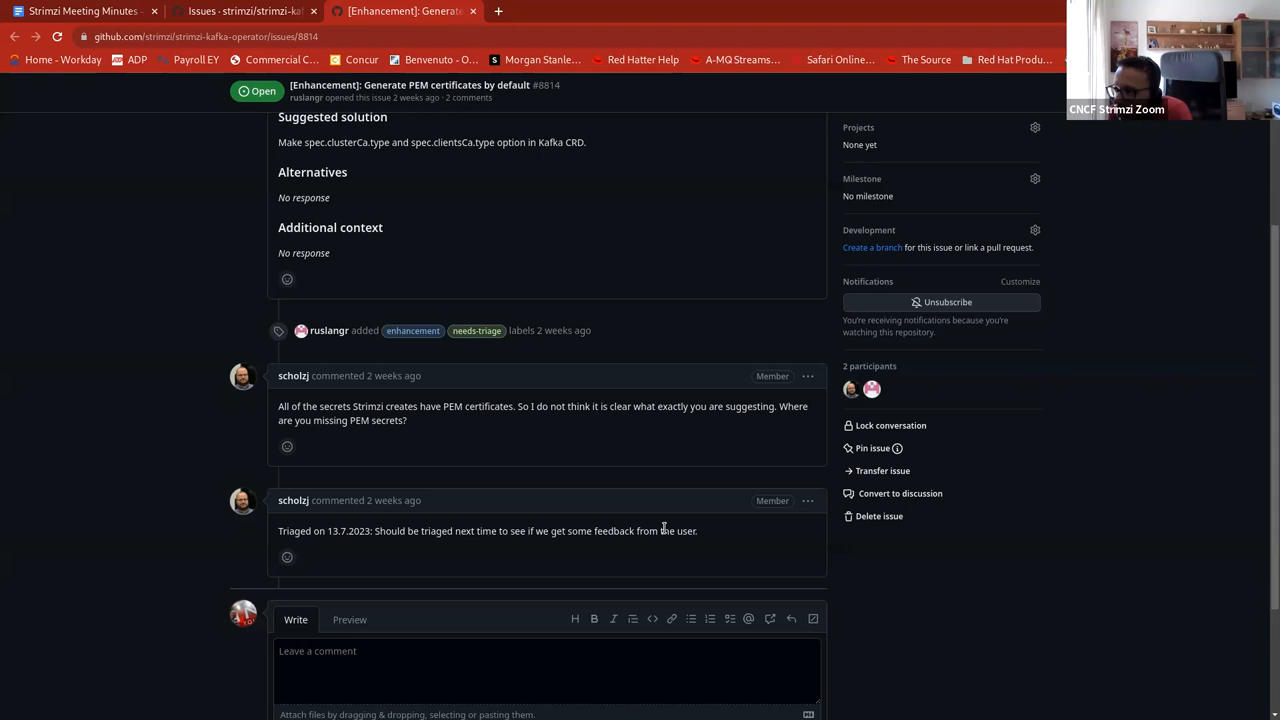 Strimzi Meeting Minutes -
Issues · strimzi/strimzi-kaf
[Enhancement]: Generate
github.com/strimzi/strimzi-kafka-operator/issues/8814
Home - Workday
ADP
Payroll EY
Commercial C...
Concur
Benvenuto - O...
Morgan Stanle...
Red Hatter Help
A-MQ Streams...
Safari Online...
The Source
Red Hat Produ...
CNCF Strimzi Zoom
Open
[Enhancement]: Generate PEM certificates by default #8814
ruslangr opened this issue 2 weeks ago · 2 comments
Suggested solution
Make spec.clusterCa.type and spec.clientsCa.type option in Kafka CRD.
Alternatives
No response
Additional context
No response
ruslangr added enhancement needs-triage labels 2 weeks ago
scholzj commented 2 weeks ago
Member
All of the secrets Strimzi creates have PEM certificates. So I do not think it is clear what exactly you are suggesting. Where
are you missing PEM secrets?
scholzj commented 2 weeks ago
Member
Triaged on 13.7.2023: Should be triaged next time to see if we get some feedback from the user.
Write
Preview
Leave a comment
Attach files by dragging & dropping, selecting or pasting them.
Projects
None yet
Milestone
No milestone
Development
Create a branch for this issue or link a pull request.
Notifications
Customize
Unsubscribe
You're receiving notifications because you're
watching this repository.
2 participants
Lock conversation
Pin issue
Transfer issue
Convert to discussion
Delete issue